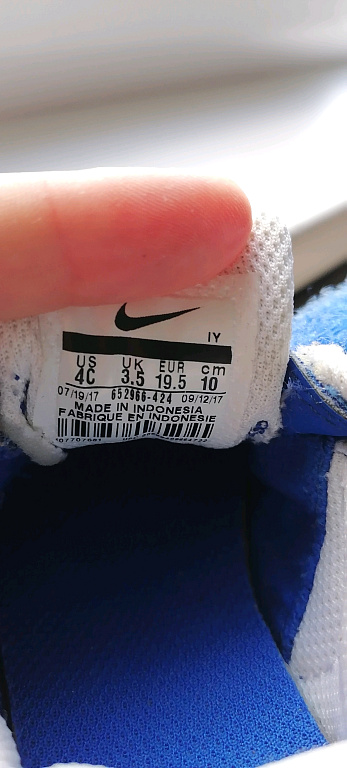 IY
US UK EUR cm
4C 3.5 19.5 10
07/19/17 652966-424 09/12/17
MADE IN INDONESIA
FABRIQUE EN INDONESIE